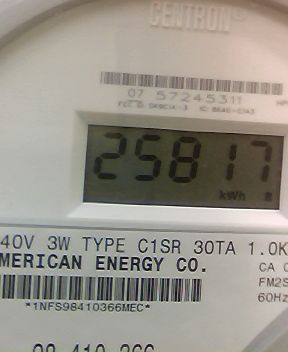 CENTRON®
07 57245311
25817
kWh
40V 3W TYPE C1SR 30TA 1.0K
MERICAN ENERGY CO.
CA 0
FM2S
60Hz
*1NFS98410366MEC*